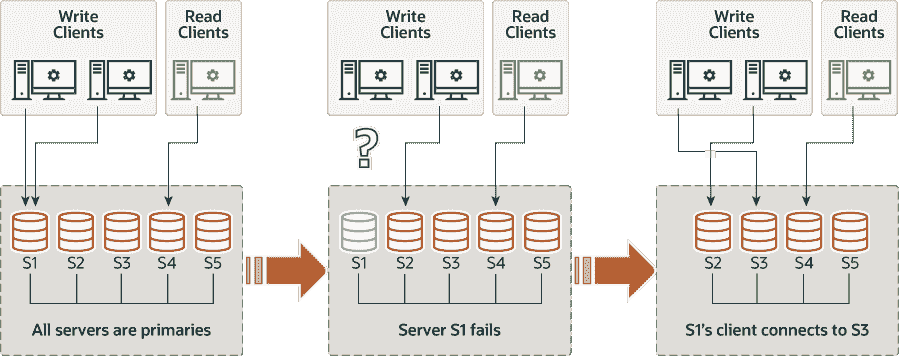 Write
Clients
Read
Clients
S1 S2 S3 S4 S5
All servers are primaries
Write
Clients
Read
Clients
?
S1 S2 S3 S4 S5
Server S1 fails
Write
Clients
Read
Clients
S2 S3 S4 S5
S1's client connects to S3